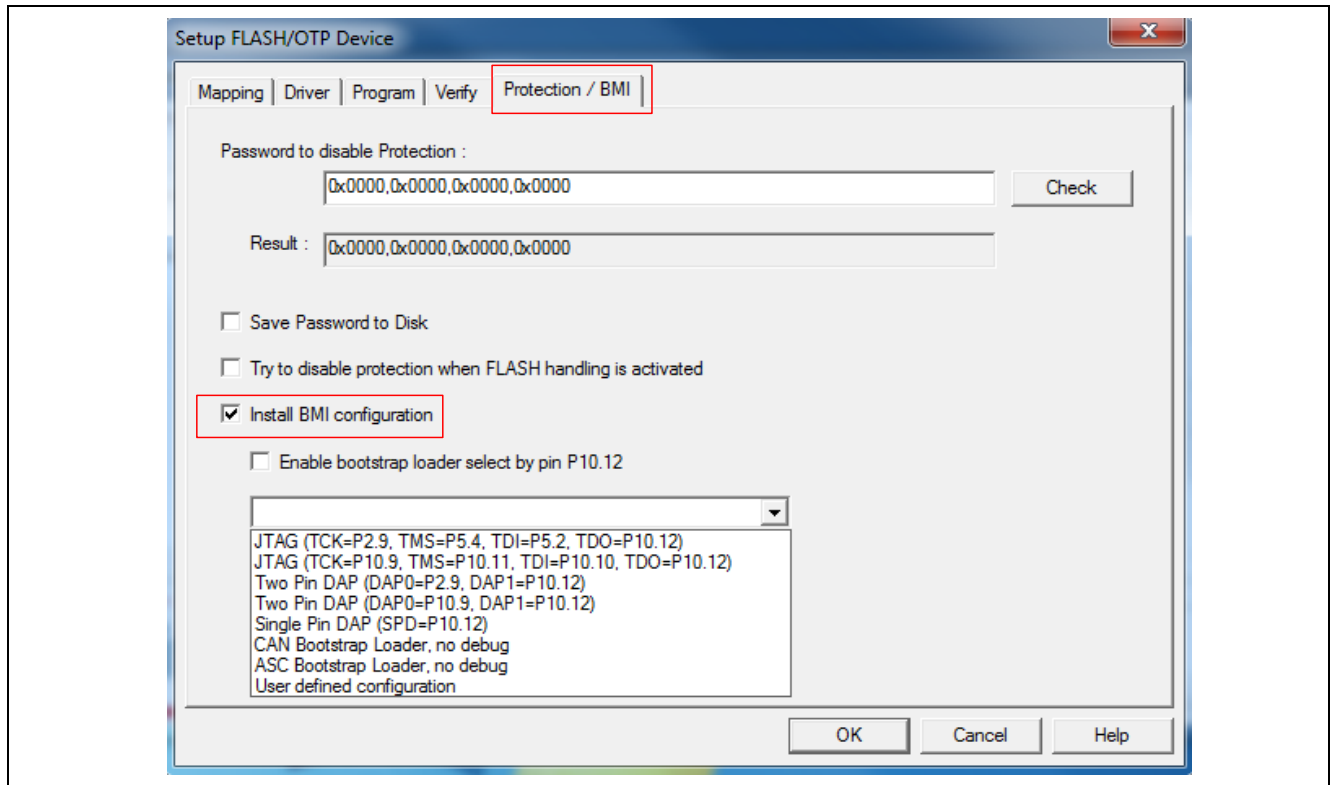 Setup FLASH/OTP Device
Mapping Driver Program Verify Protection / BMI
Password to disable Protection :
0x0000,0x0000,0x0000,0x0000
Check
Result :
0x0000,0x0000,0x0000,0x0000
Save Password to Disk
Try to disable protection when FLASH handling is activated
Install BMI configuration
Enable bootstrap loader select by pin P10.12
JTAG (TCK=P2.9, TMS=P5.4, TDI=P5.2, TDO=P10.12)
JTAG (TCK=P10.9, TMS=P10.11, TDI=P10.10, TDO=P10.12)
Two Pin DAP (DAP0=P2.9, DAP1=P10.12)
Two Pin DAP (DAP0=P10.9, DAP1=P10.12)
Single Pin DAP (SPD=P10.12)
CAN Bootstrap Loader, no debug
ASC Bootstrap Loader, no debug
User defined configuration
OK Cancel Help